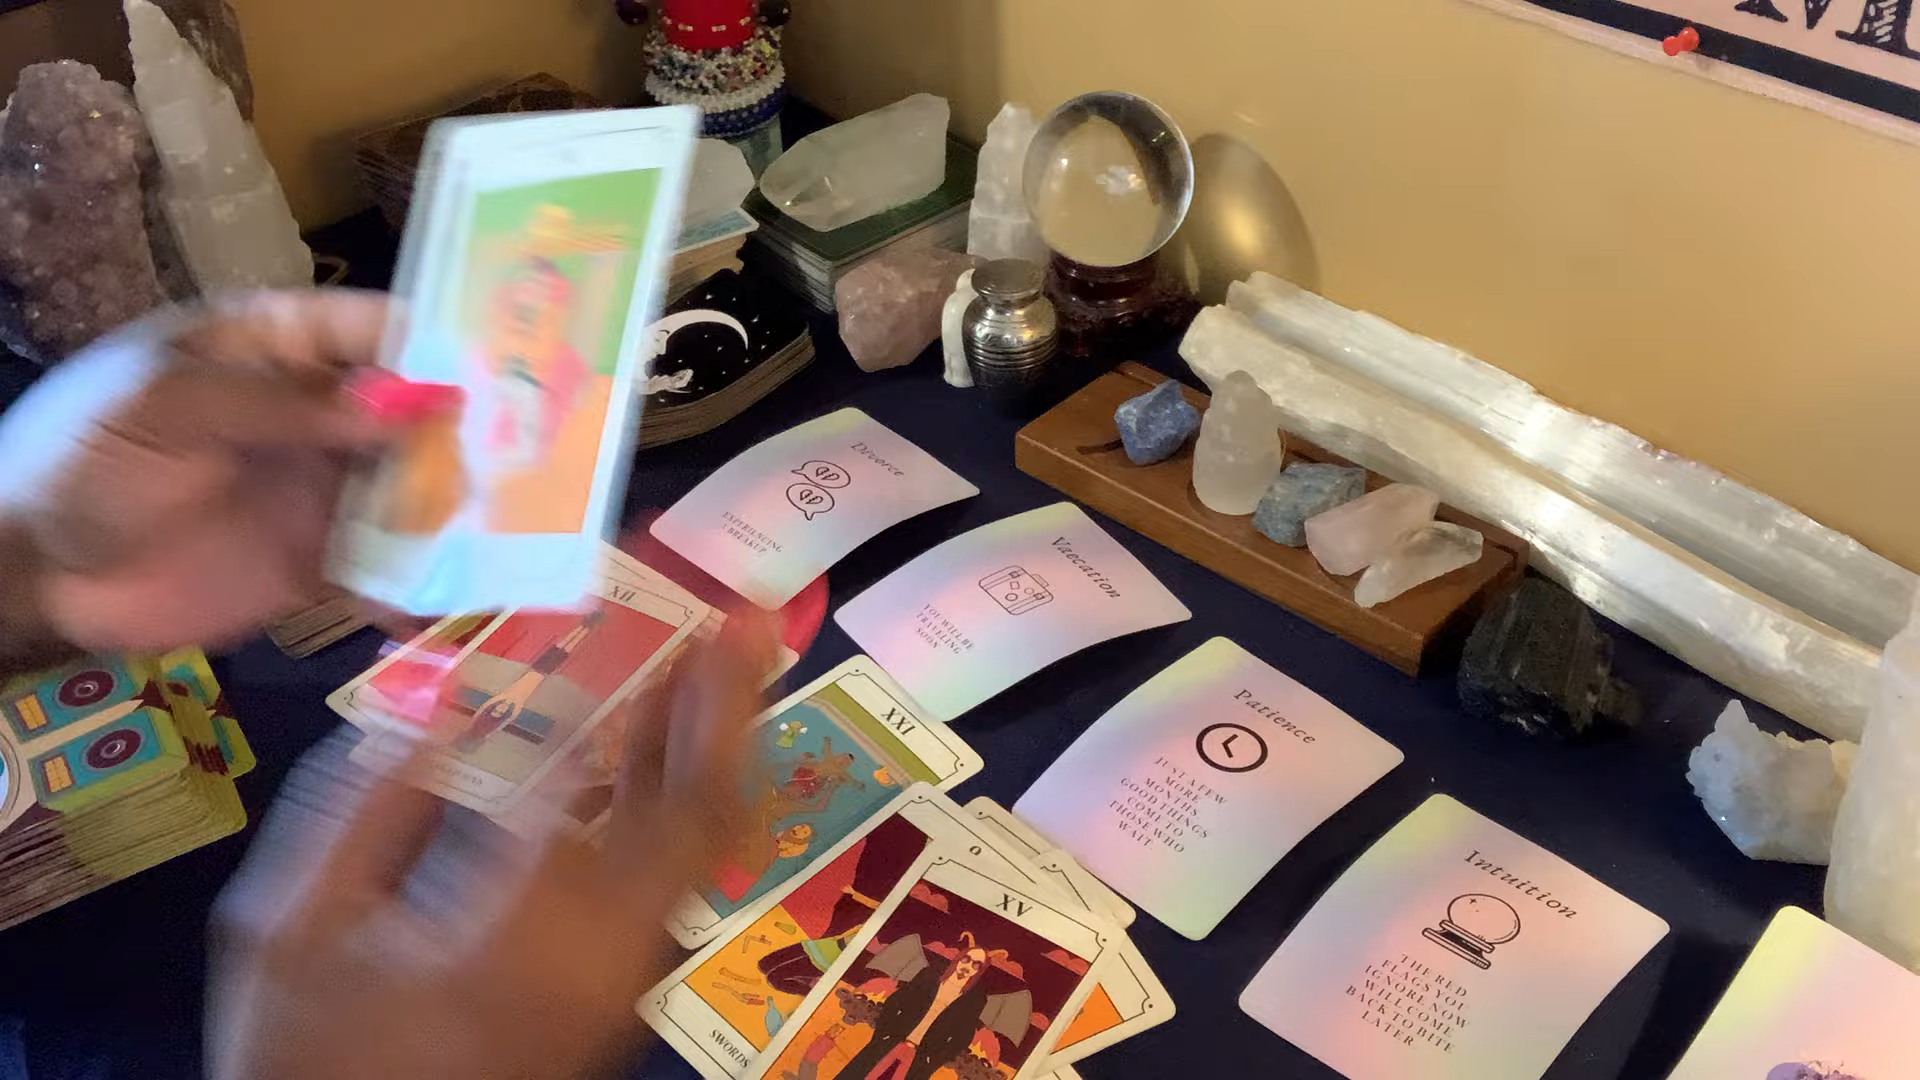 Divorce
EXPERIENCING
A BREAKUP
Vacation
YOU WILL BE
TRAVELING
SOON
Patience
JUST A FEW
MORE
MONTHS.
GOOD THINGS
COME TO
THOSE WHO
WAIT.
Intuition
THE RED
FLAGS YOU
IGNORE NOW
WILL COME
BACK TO BITE
LATER
XII
XXI
0
XV
SWORDS